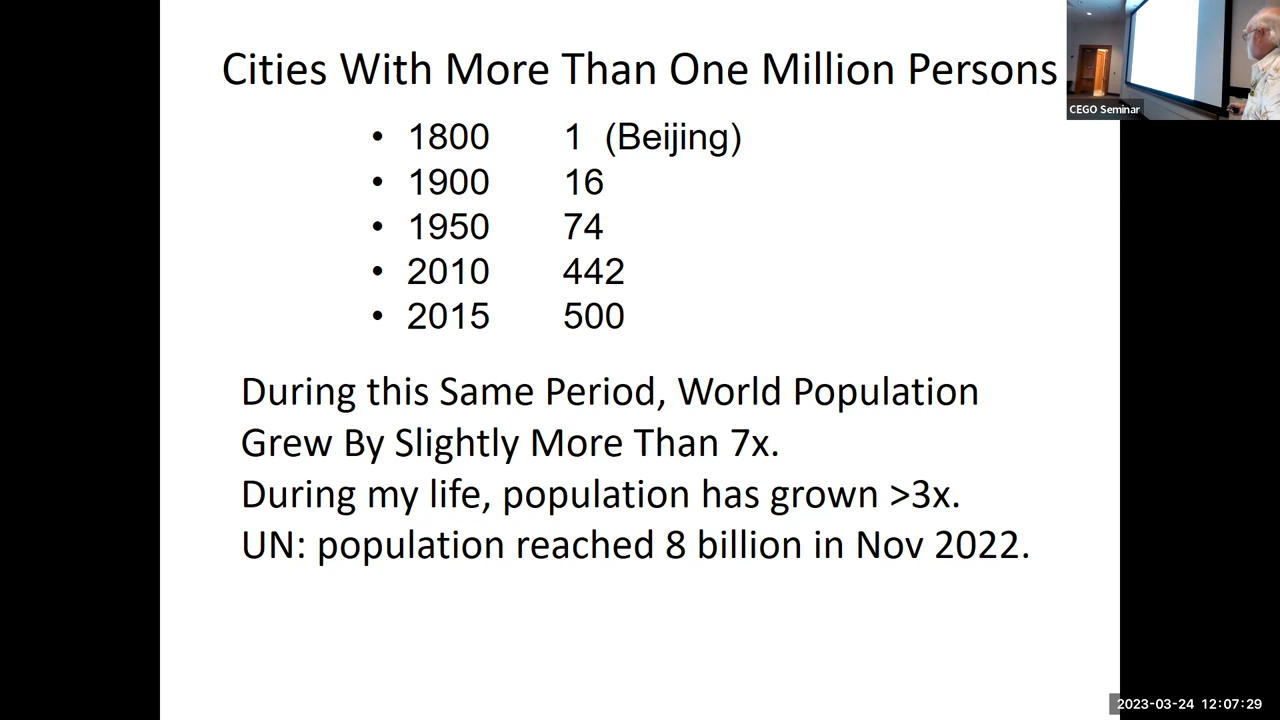 Cities With More Than One Million Persons
CEGO Seminar
• 1800 1 (Beijing)
• 1900 16
• 1950 74
• 2010 442
• 2015 500
During this Same Period, World Population
Grew By Slightly More Than 7x.
During my life, population has grown >3x.
UN: population reached 8 billion in Nov 2022.
2023-03-24 12:07:29